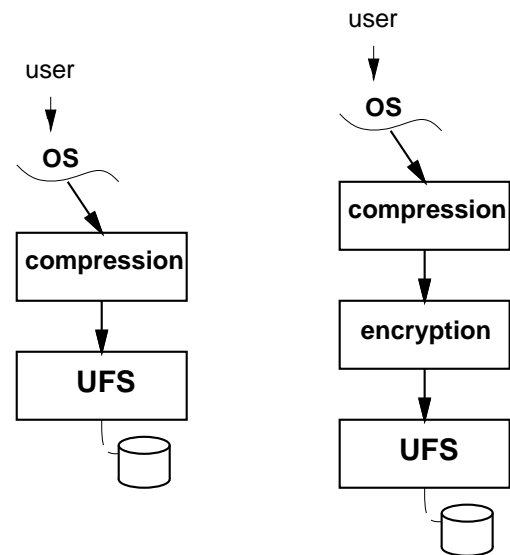 user
OS
compression
UFS
user
OS
compression
encryption
UFS